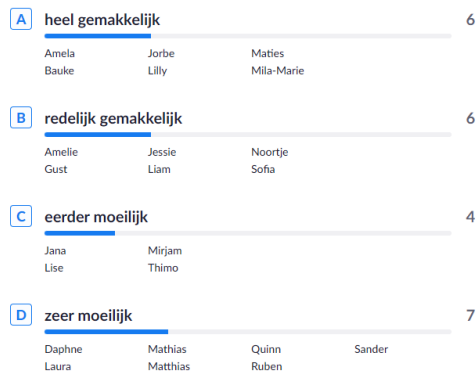 A heel gemakkelijk 6
Amela Jorbe Maties
Bauke Lilly Mila-Marie
B redelijk gemakkelijk 6
Amelie Jessie Noortje
Gust Liam Sofia
C eerder moeilijk 4
Jana Mirjam
Lise Thimo
D zeer moeilijk 7
Daphne Mathias Quinn Sander
Laura Matthias Ruben